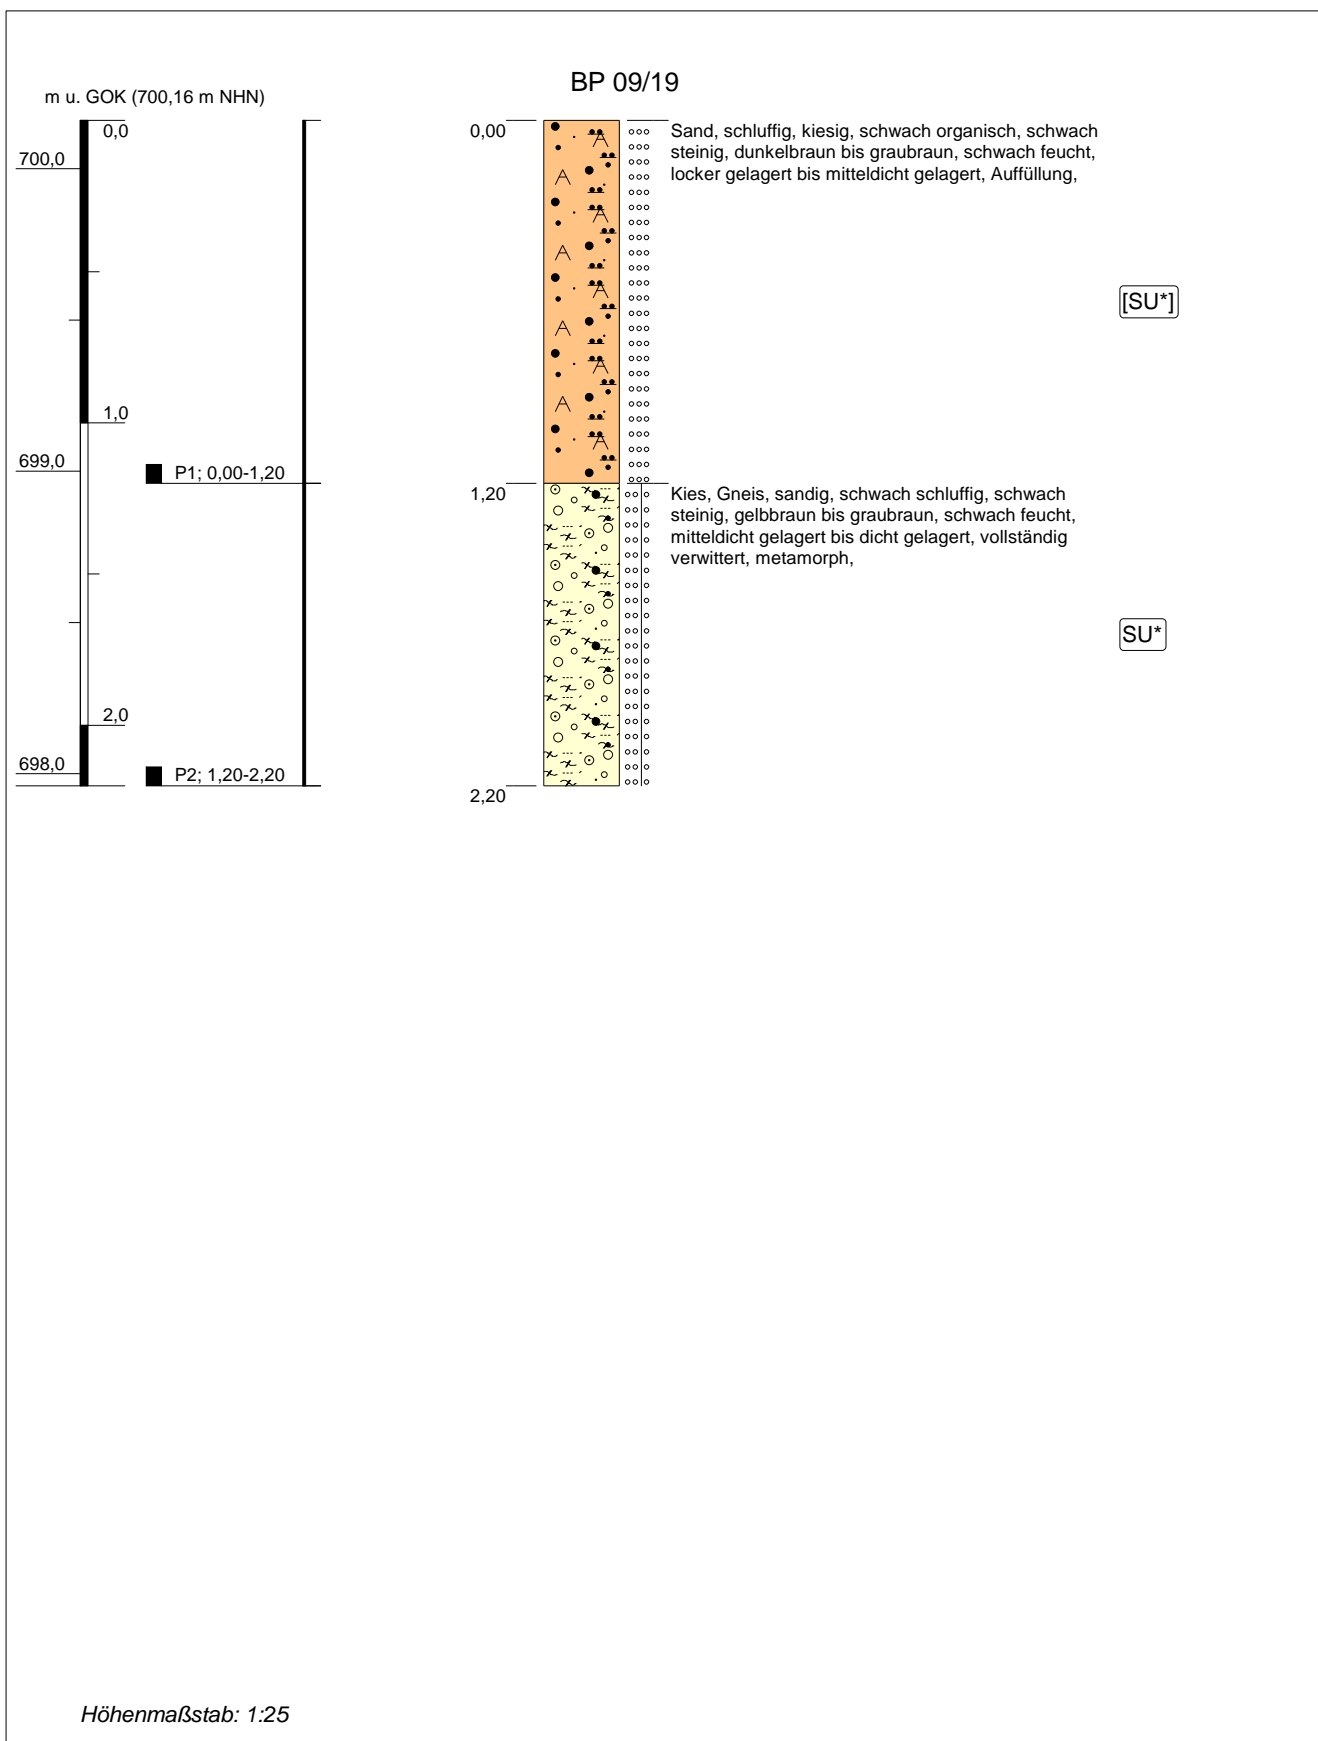 BP 09/19
m u. GOK (700,16 m NHN)
0,0
700,0
1,0
699,0
2,0
698,0
P1; 0,00-1,20
P2; 1,20-2,20
0,00
Sand, schluffig, kiesig, schwach organisch, schwach
steinig, dunkelbraun bis graubraun, schwach feucht,
locker gelagert bis mitteldicht gelagert, Auffüllung,
[SU*]
1,20
Kies, Gneis, sandig, schwach schluffig, schwach
steinig, gelbbraun bis graubraun, schwach feucht,
mitteldicht gelagert bis dicht gelagert, vollständig
verwittert, metamorph,
SU*
2,20
Höhenmaßstab: 1:25